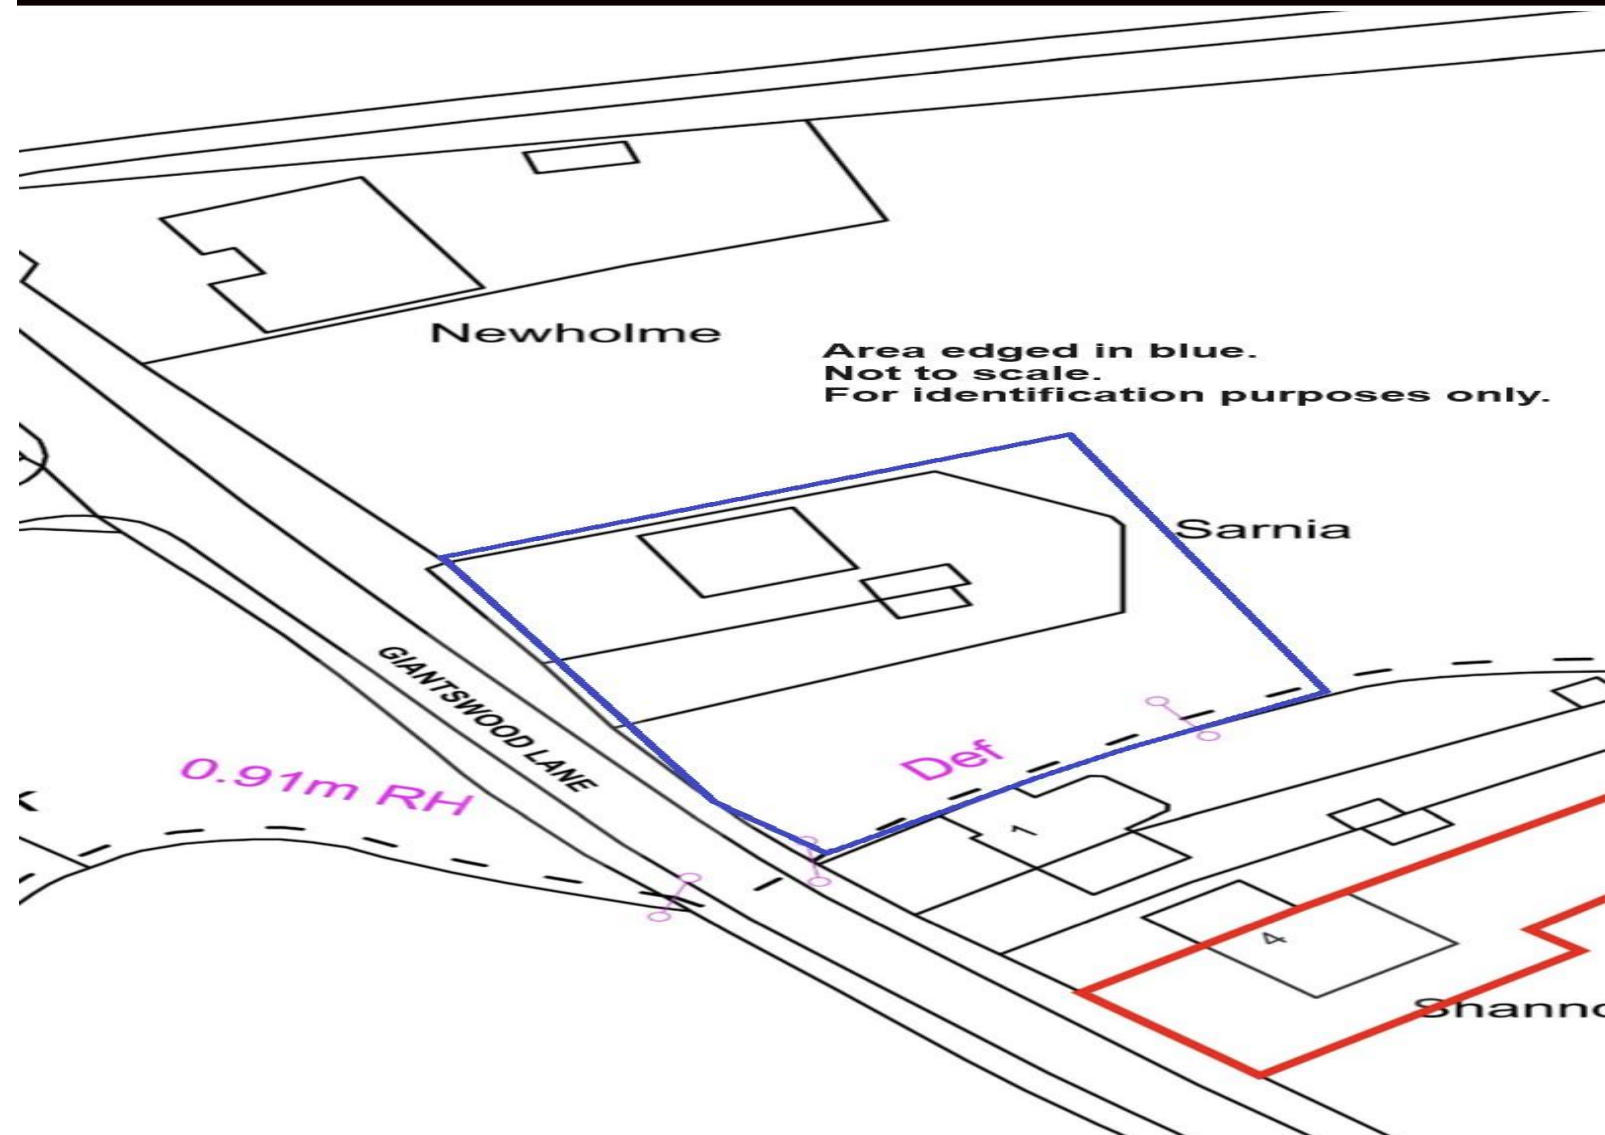 Newholme
Area edged in blue.
Not to scale.
For identification purposes only.
Sarnia
GIANTSWOOD LANE
Def
0.91m RH
1
4